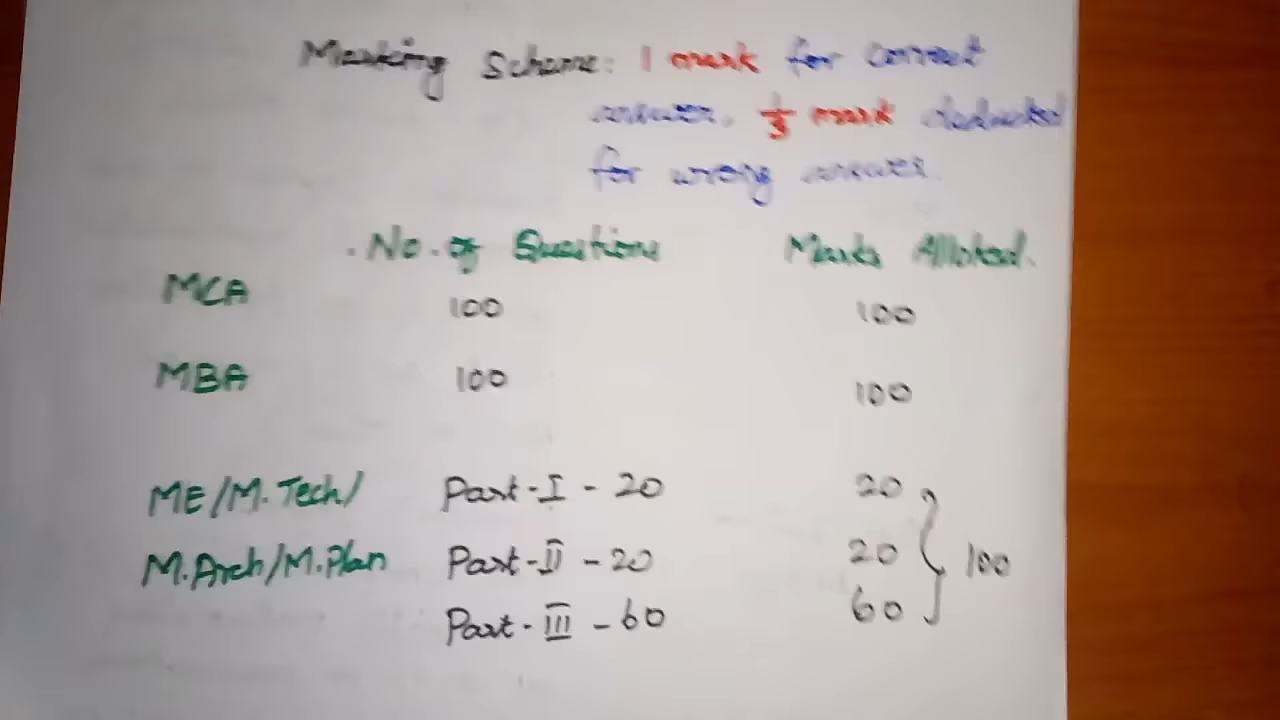 Marking Scheme: 1 mark for correct
answer. 1/3 mark deducted
for wrong answer.
No. of Questions Marks Alloted.
MCA 100 100
MBA 100 100
ME/M.Tech/ Part-I - 20 20
M.Arch/M.Plan Part-II - 20 20 100
Part-III - 60 60